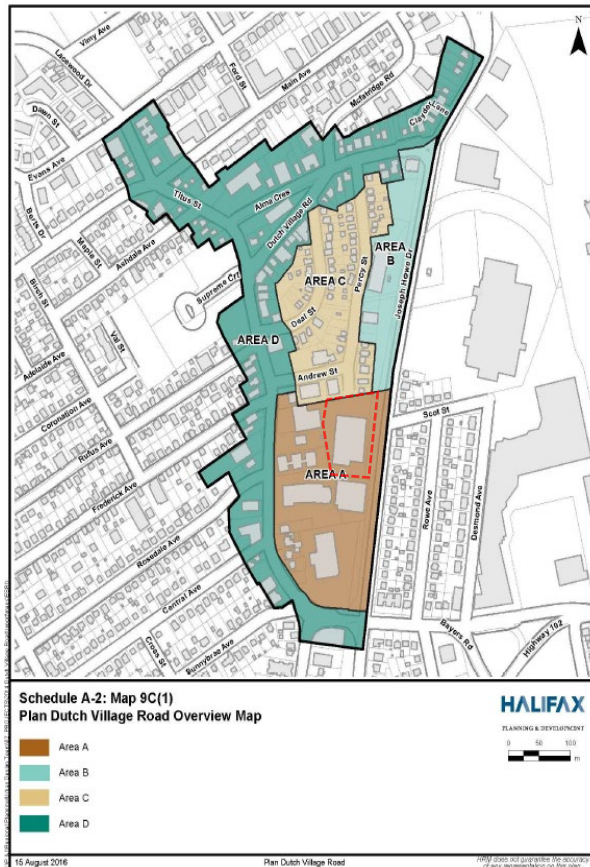 N
Vimy Ave
Lacewood Dr
Ford St
Main Ave
Mcfatridge Rd
Dawn St
Evans Ave
Titus St
Alma Cres
Clayder Lane
Dutch Village Rd
Berts Dr
Maple St
Ashdale Ave
Supreme Crt
Birch St
Val St
Deal St
Percy St
AREA
B
AREA C
Joseph Howe Dr
AREA D
Andrew St
Adelaide Ave
Coronation Ave
Rufus Ave
Scot St
AREA A
Frederick Ave
Rowe Ave
Desmond Ave
Rosedale Ave
Central Ave
Cross St
Sunnybrae Ave
Bayers Rd
Highway 102
Schedule A-2: Map 9C(1)
Plan Dutch Village Road Overview Map
Area A
Area B
Area C
Area D
HALIFAX
PLANNING & DEVELOPMENT
0 50 100
m
15 August 2016
Plan Dutch Village Road
HRM does not guarantee the accuracy
of any representation on this plan.